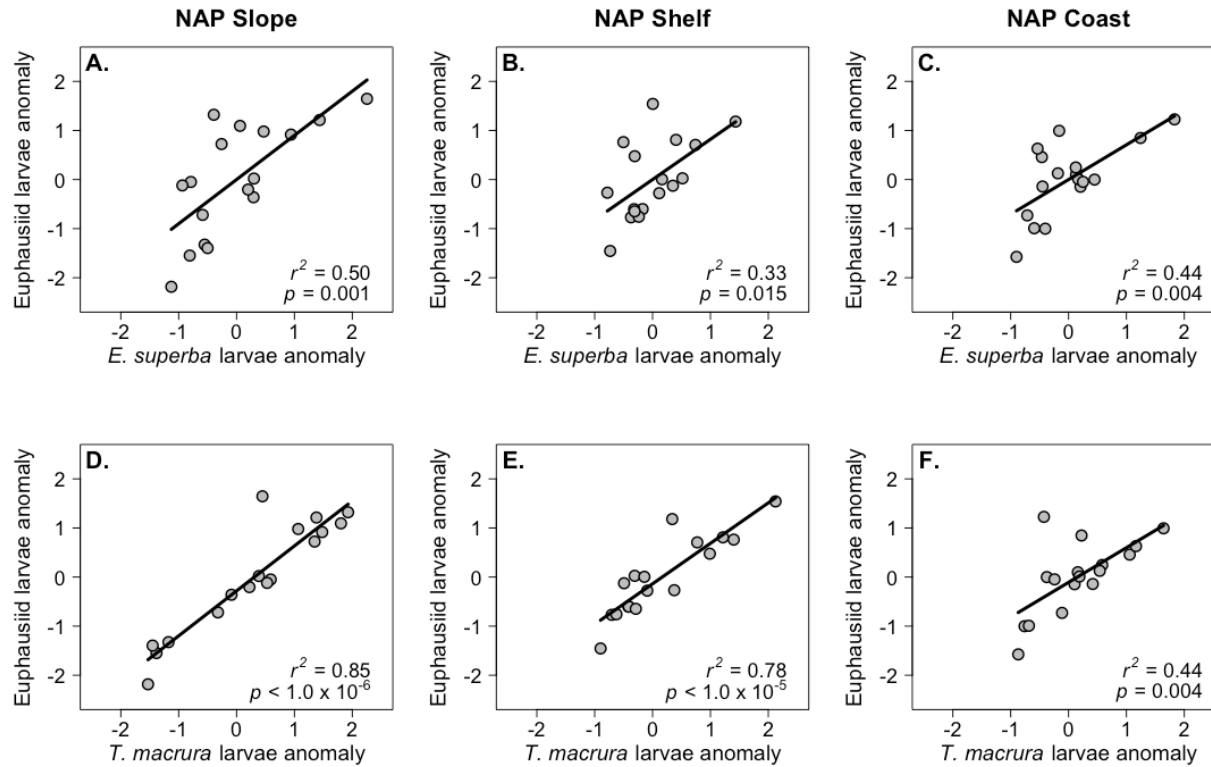 NAP Slope
NAP Shelf
NAP Coast
A.
Euphausiid larvae anomaly
2
1
0
-1
-2
r² = 0.50
p = 0.001
-2 -1 0 1 2
E. superba larvae anomaly
B.
Euphausiid larvae anomaly
2
1
0
-1
-2
r² = 0.33
p = 0.015
-2 -1 0 1 2
E. superba larvae anomaly
C.
Euphausiid larvae anomaly
2
1
0
-1
-2
r² = 0.44
p = 0.004
-2 -1 0 1 2
E. superba larvae anomaly
D.
Euphausiid larvae anomaly
2
1
0
-1
-2
r² = 0.85
p < 1.0 x 10⁻⁶
-2 -1 0 1 2
T. macrura larvae anomaly
E.
Euphausiid larvae anomaly
2
1
0
-1
-2
r² = 0.78
p < 1.0 x 10⁻⁵
-2 -1 0 1 2
T. macrura larvae anomaly
F.
Euphausiid larvae anomaly
2
1
0
-1
-2
r² = 0.44
p = 0.004
-2 -1 0 1 2
T. macrura larvae anomaly